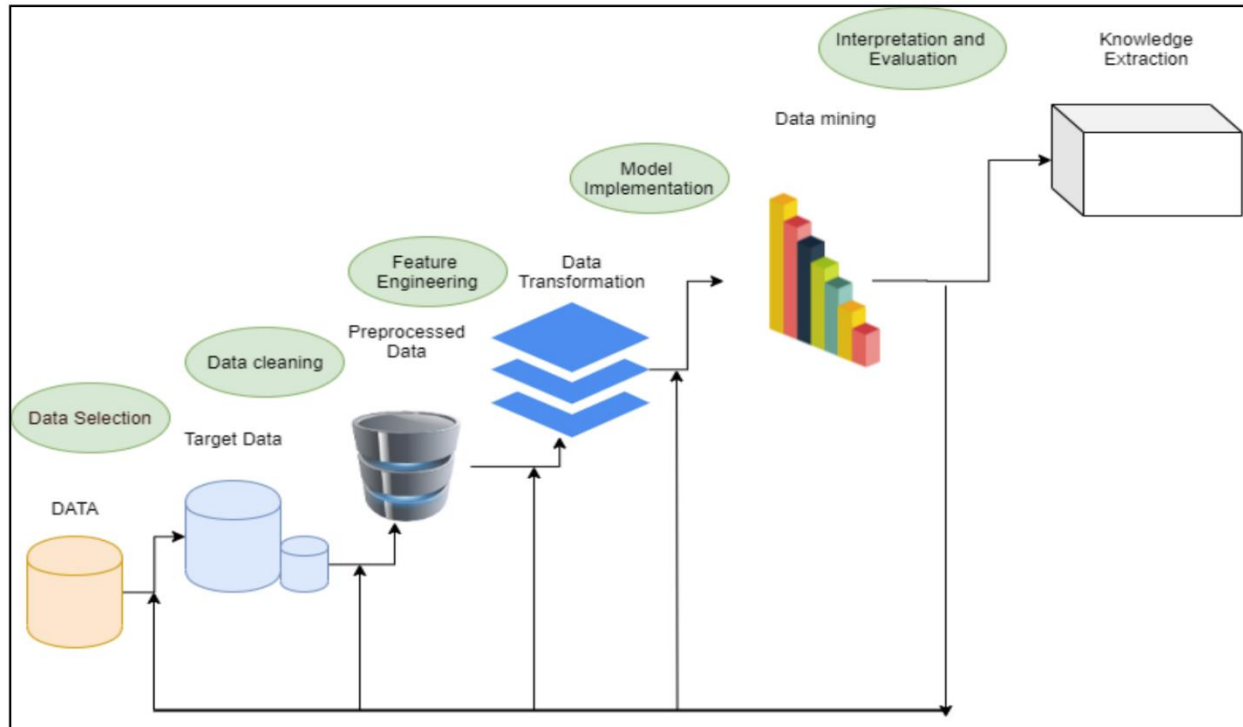 Interpretation and
Evaluation
Knowledge
Extraction
Data mining
Model
Implementation
Feature
Engineering
Data
Transformation
Preprocessed
Data
Data cleaning
Data Selection
Target Data
DATA